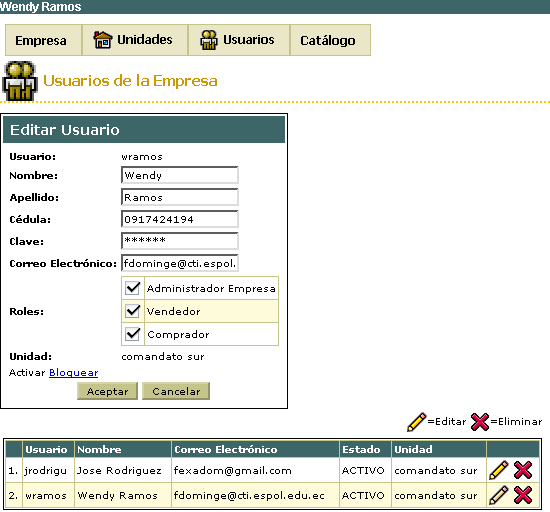 Wendy Ramos
Empresa Unidades Usuarios Catálogo
Usuarios de la Empresa
Editar Usuario
Usuario: wramos
Nombre: Wendy
Apellido: Ramos
Cédula: 0917424194
Clave: ******
Correo Electrónico: fdominge@cti.espol.
Administrador Empresa
Roles: Vendedor
Comprador
Unidad: comandato sur
Activar Bloquear
Aceptar Cancelar
=Editar =Eliminar
Usuario Nombre Correo Electrónico Estado Unidad
1. jrodrigu Jose Rodriguez fexadom@gmail.com ACTIVO comandato sur
2. wramos Wendy Ramos fdominge@cti.espol.edu.ec ACTIVO comandato sur